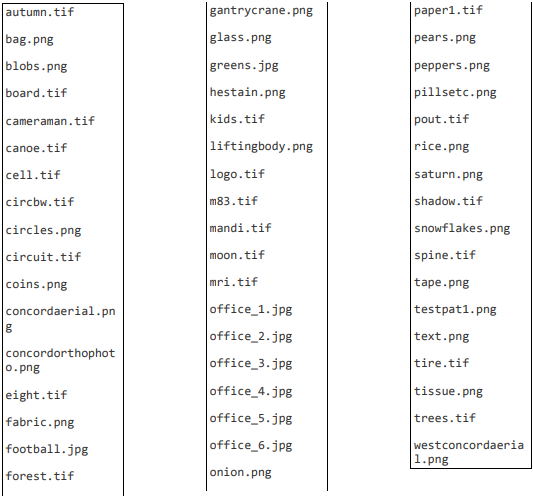 autumn.tif
bag.png
blobs.png
board.tif
cameraman.tif
canoe.tif
cell.tif
circbw.tif
circles.png
circuit.tif
coins.png
concordaerial.pn
g
concordorthophot
o.png
eight.tif
fabric.png
football.jpg
forest.tif
gantrycrane.png
glass.png
greens.jpg
hestain.png
kids.tif
liftingbody.png
logo.tif
m83.tif
mandi.tif
moon.tif
mri.tif
office_1.jpg
office_2.jpg
office_3.jpg
office_4.jpg
office_5.jpg
office_6.jpg
onion.png
paper1.tif
pears.png
peppers.png
pillsetc.png
pout.tif
rice.png
saturn.png
shadow.tif
snowflakes.png
spine.tif
tape.png
testpat1.png
text.png
tire.tif
tissue.png
trees.tif
westconcordaeria
l.png